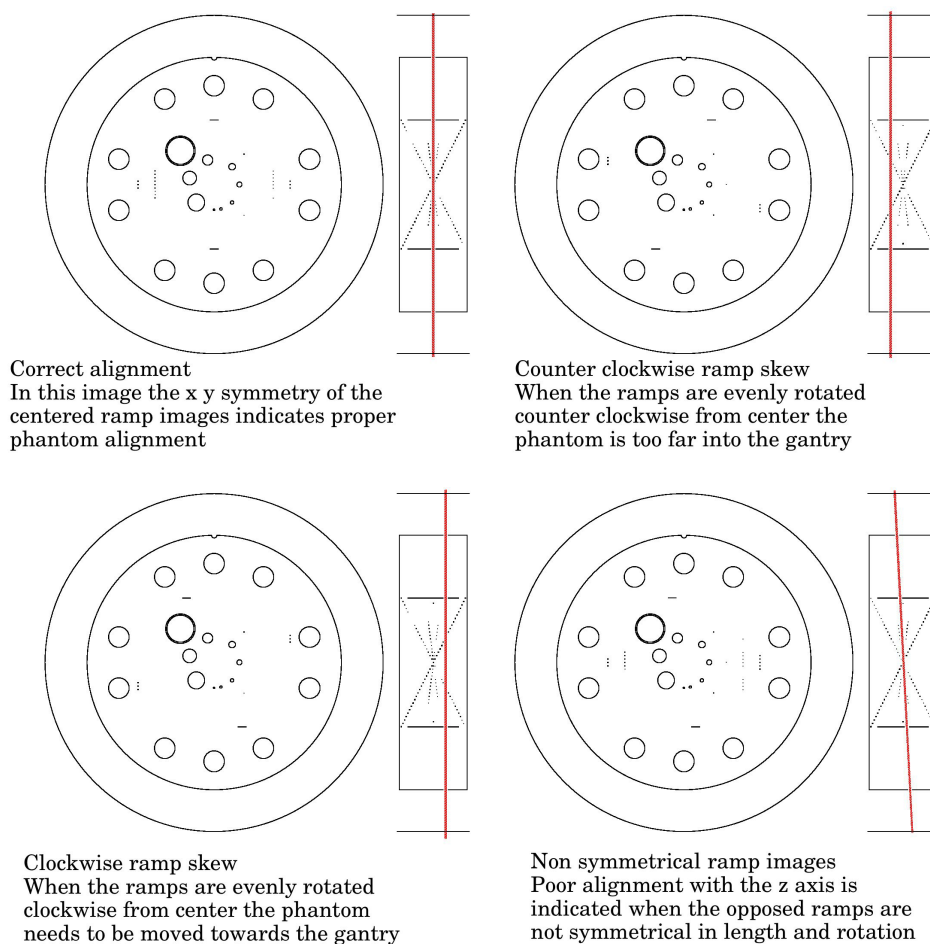 Correct alignment
In this image the x y symmetry of the
centered ramp images indicates proper
phantom alignment
Counter clockwise ramp skew
When the ramps are evenly rotated
counter clockwise from center the
phantom is too far into the gantry
Clockwise ramp skew
When the ramps are evenly rotated
clockwise from center the phantom
needs to be moved towards the gantry
Non symmetrical ramp images
Poor alignment with the z axis is
indicated when the opposed ramps are
not symmetrical in length and rotation